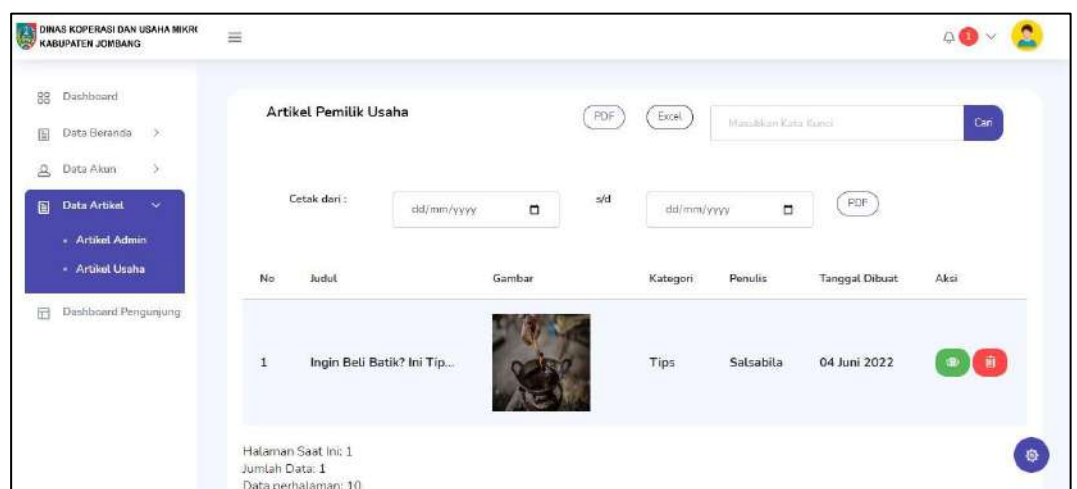 DINAS KOPERASI DAN USAHA MIKR
KABUPATEN JOMBANG
1
Dashboard
Data Beranda
Data Akun
Data Artikel
Artikel Admin
Artikel Usaha
Dashboard Pengunjung
Artikel Pemilik Usaha
PDF
Excel
Masukkan Kata Kunci
Cari
Cetak dari :
dd/mm/yyyy
s/d
dd/mm/yyyy
PDF
No Judul Gambar Kategori Penulis Tanggal Dibuat Aksi
1 Ingin Beli Batik? Ini Tip... Tips Salsabila 04 Juni 2022
Halaman Saat Ini: 1
Jumlah Data: 1
Data perhalaman: 10